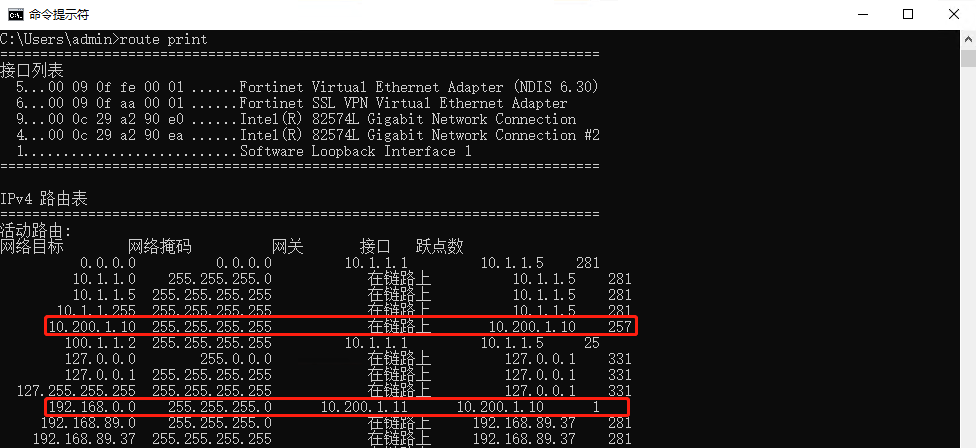 命令提示符
C:\Users\admin>route print
===========================================================================
接口列表
  5...00 09 0f fe 00 01 ......Fortinet Virtual Ethernet Adapter (NDIS 6.30)
  6...00 09 0f aa 00 01 ......Fortinet SSL VPN Virtual Ethernet Adapter
  9...00 0c 29 a2 90 e0 ......Intel(R) 82574L Gigabit Network Connection
  4...00 0c 29 a2 90 ea ......Intel(R) 82574L Gigabit Network Connection #2
  1...........................Software Loopback Interface 1
===========================================================================
IPv4 路由表
===========================================================================
活动路由:
网络目标        网络掩码          网关       接口   跃点数
          0.0.0.0          0.0.0.0         10.1.1.1         10.1.1.5    281
         10.1.1.0    255.255.255.0            在链路上          10.1.1.5    281
         10.1.1.5  255.255.255.255            在链路上          10.1.1.5    281
       10.1.1.255  255.255.255.255            在链路上          10.1.1.5    281
      10.200.1.10  255.255.255.255            在链路上       10.200.1.10    257
        100.1.1.2  255.255.255.255         10.1.1.1         10.1.1.5     25
        127.0.0.0        255.0.0.0            在链路上         127.0.0.1    331
        127.0.0.1  255.255.255.255            在链路上         127.0.0.1    331
  127.255.255.255  255.255.255.255            在链路上         127.0.0.1    331
      192.168.0.0    255.255.255.0      10.200.1.11      10.200.1.10      1
     192.168.89.0    255.255.255.0            在链路上     192.168.89.37    281
    192.168.89.37  255.255.255.255            在链路上     192.168.89.37    281